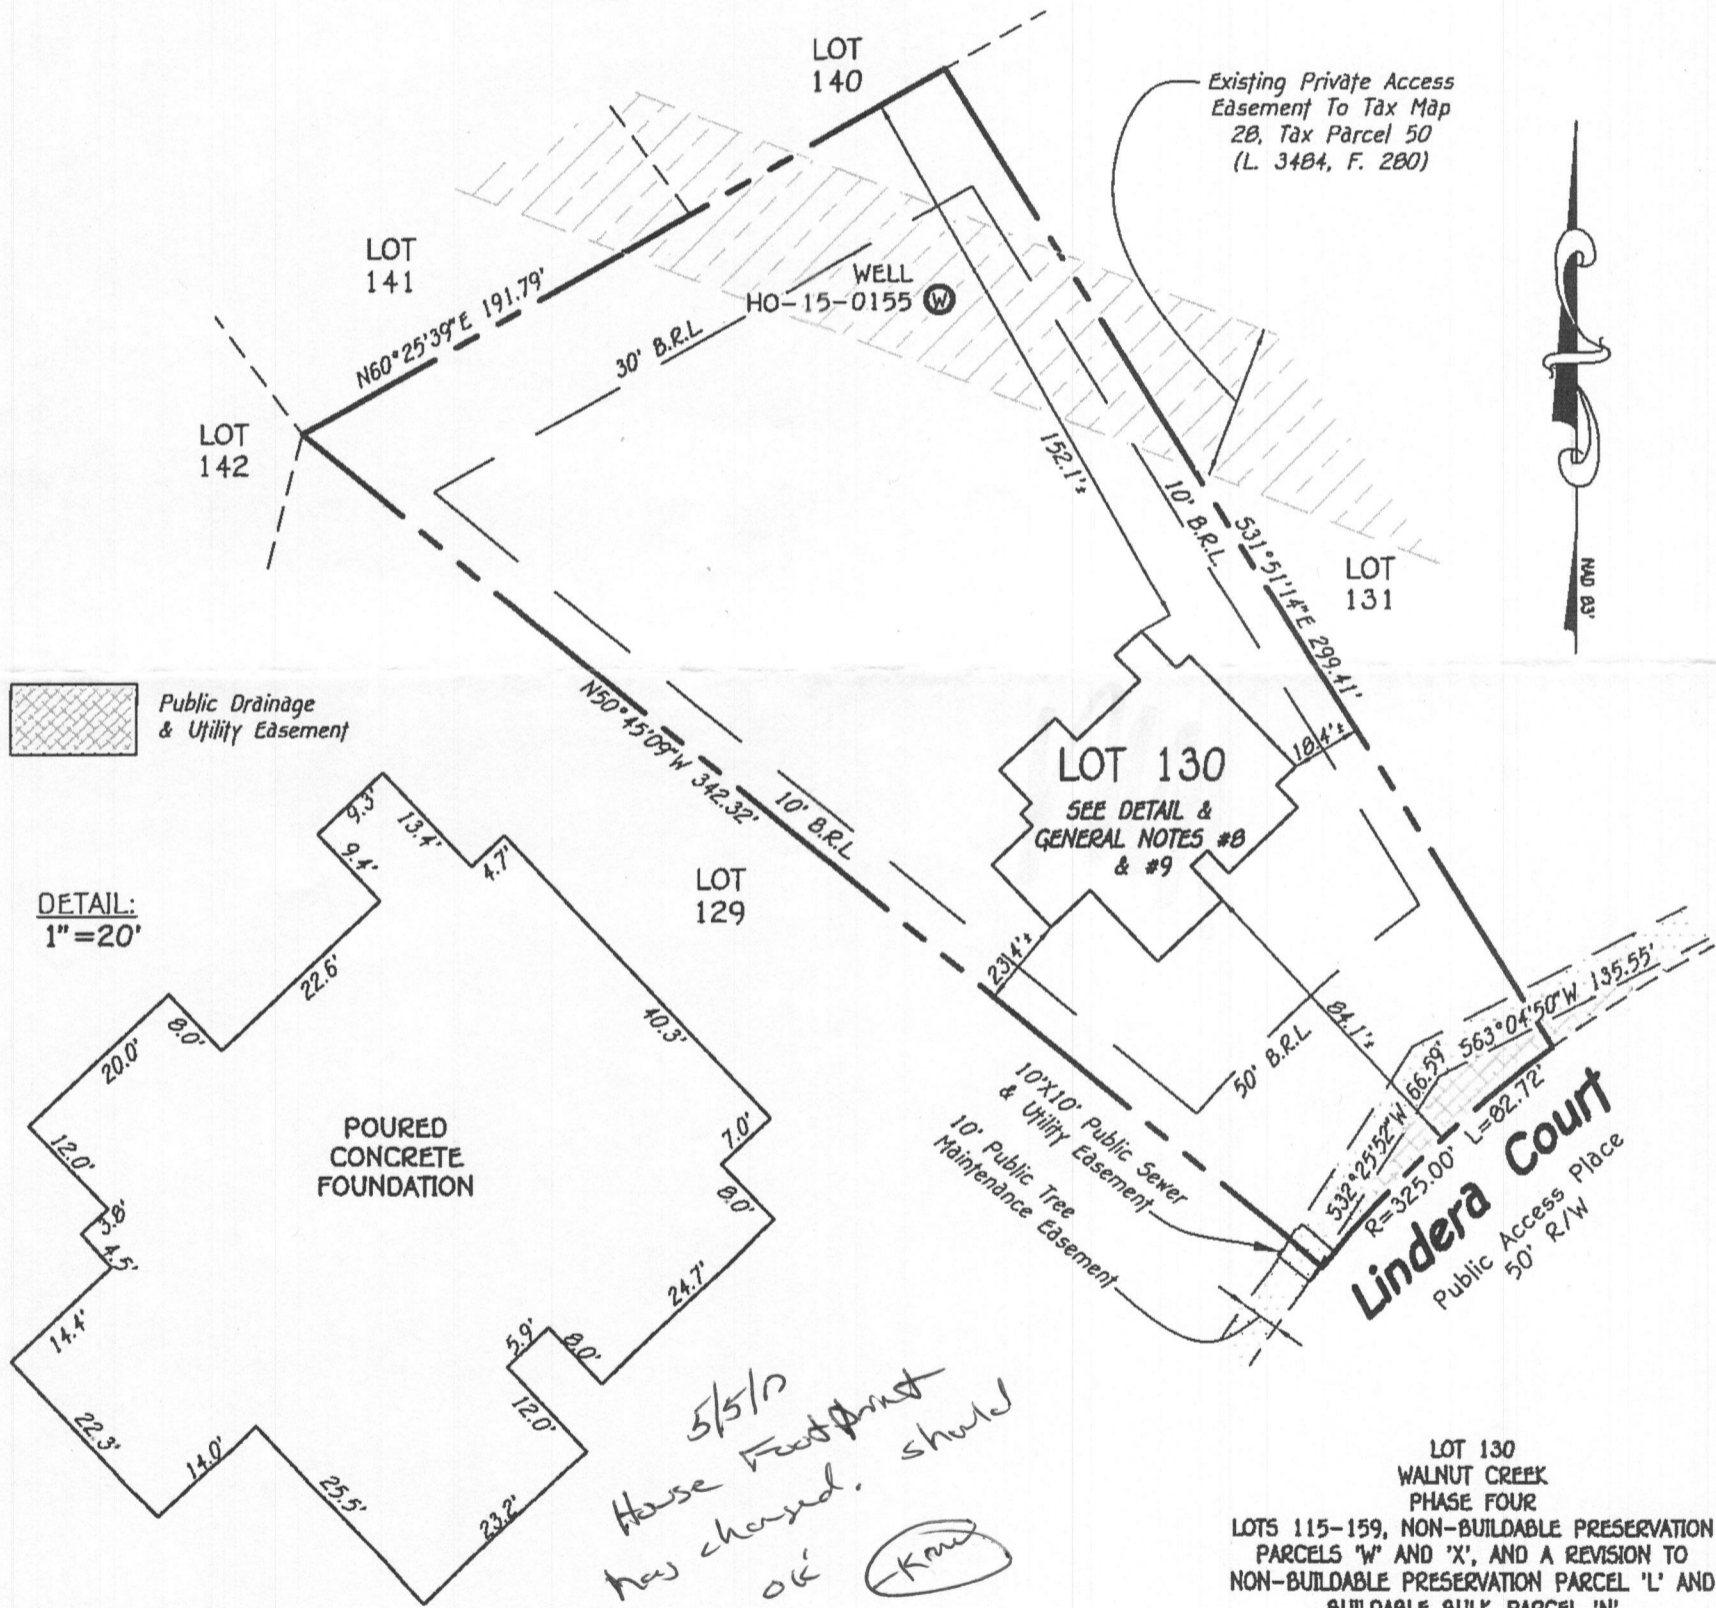 LOT
140
Existing Private Access
Easement To Tax Map
28, Tax Parcel 50
(L. 3484, F. 280)
LOT
141
WELL
HO-15-0155 W
N60°25'39"E 191.79'
30' B.R.L
LOT
142
152.1'±
10' B.R.L.
S31°51'14"E 299.41'
LOT
131
NAD 83'
Public Drainage
& Utility Easement
N50°45'09"W 342.32'
10' B.R.L
LOT 130
SEE DETAIL &
GENERAL NOTES #8
& #9
18.4'±
LOT
129
23.4'±
84.1'±
50' B.R.L
S63°04'50"W 135.55'
S32°25'52"W 66.59'
L=82.72'
R=325.00'
Lindera Court
Public Access Place
50' R/W
10'X10' Public Sewer
& Utility Easement
10' Public Tree
Maintenance Easement
DETAIL:
1"=20'
9.3'
13.4'
9.4'
4.7'
22.6'
8.0'
20.0'
40.3'
12.0'
3.8'
4.5'
7.0'
8.0'
14.4'
24.7'
5.9'
8.0'
12.0'
22.3'
14.0'
25.5'
23.2'
POURED
CONCRETE
FOUNDATION
House Footprint
has changed. should
ok
LOT 130
WALNUT CREEK
PHASE FOUR
LOTS 115-159, NON-BUILDABLE PRESERVATION
PARCELS 'W' AND 'X', AND A REVISION TO
NON-BUILDABLE PRESERVATION PARCEL 'L' AND
BUILDABLE BULK PARCEL 'N'